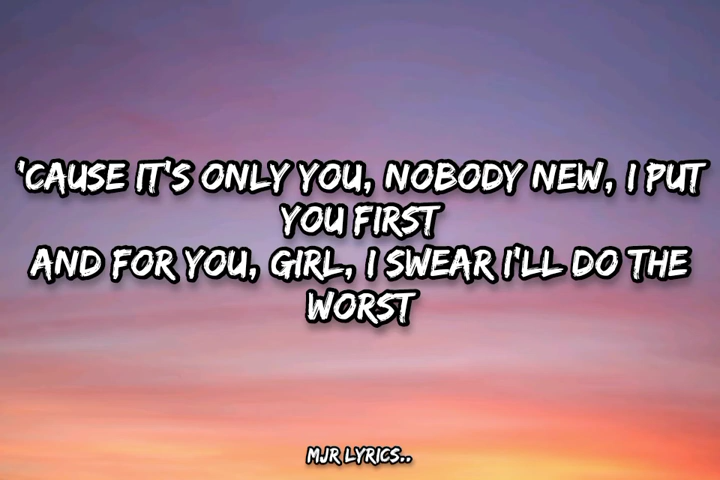 'CAUSE IT'S ONLY YOU, NOBODY NEW, I PUT
YOU FIRST
AND FOR YOU, GIRL, I SWEAR I'LL DO THE
WORST
MJR LYRICS..